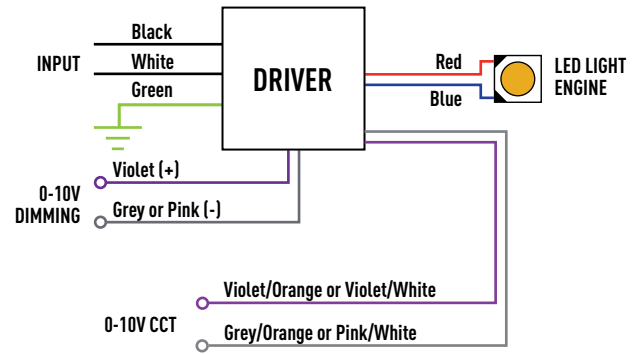 Black
INPUT
White
Green
DRIVER
Red
Blue
LED LIGHT
ENGINE
Violet (+)
0-10V
DIMMING
Grey or Pink (-)
Violet/Orange or Violet/White
0-10V CCT
Grey/Orange or Pink/White